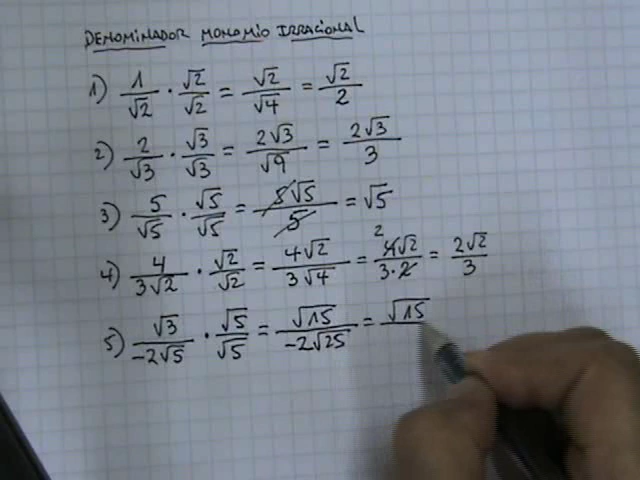 DENOMINADOR MONOMIO IRRACIONAL
1) 1/√2 · √2/√2 = √2/√4 = √2/2
2) 2/√3 · √3/√3 = 2√3/√9 = 2√3/3
3) 5/√5 · √5/√5 = 5√5/5 = √5
4) 4/3√2 · √2/√2 = 4√2/3√4 = 2 4√2/3·2 = 2√2/3
5) √3/-2√5 · √5/√5 = √15/-2√25 = √15